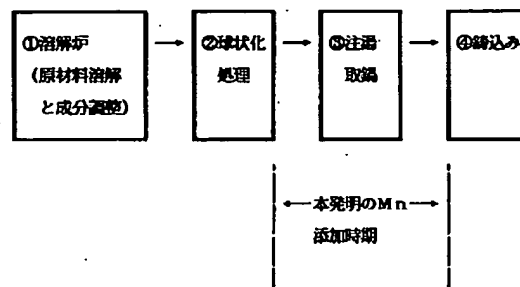 ①溶解炉
(原材料溶解
と成分調整)
→
②球状化
処理
→
③注湯
取鍋
→
④鋳込み
←本発明のMn→
添加時期